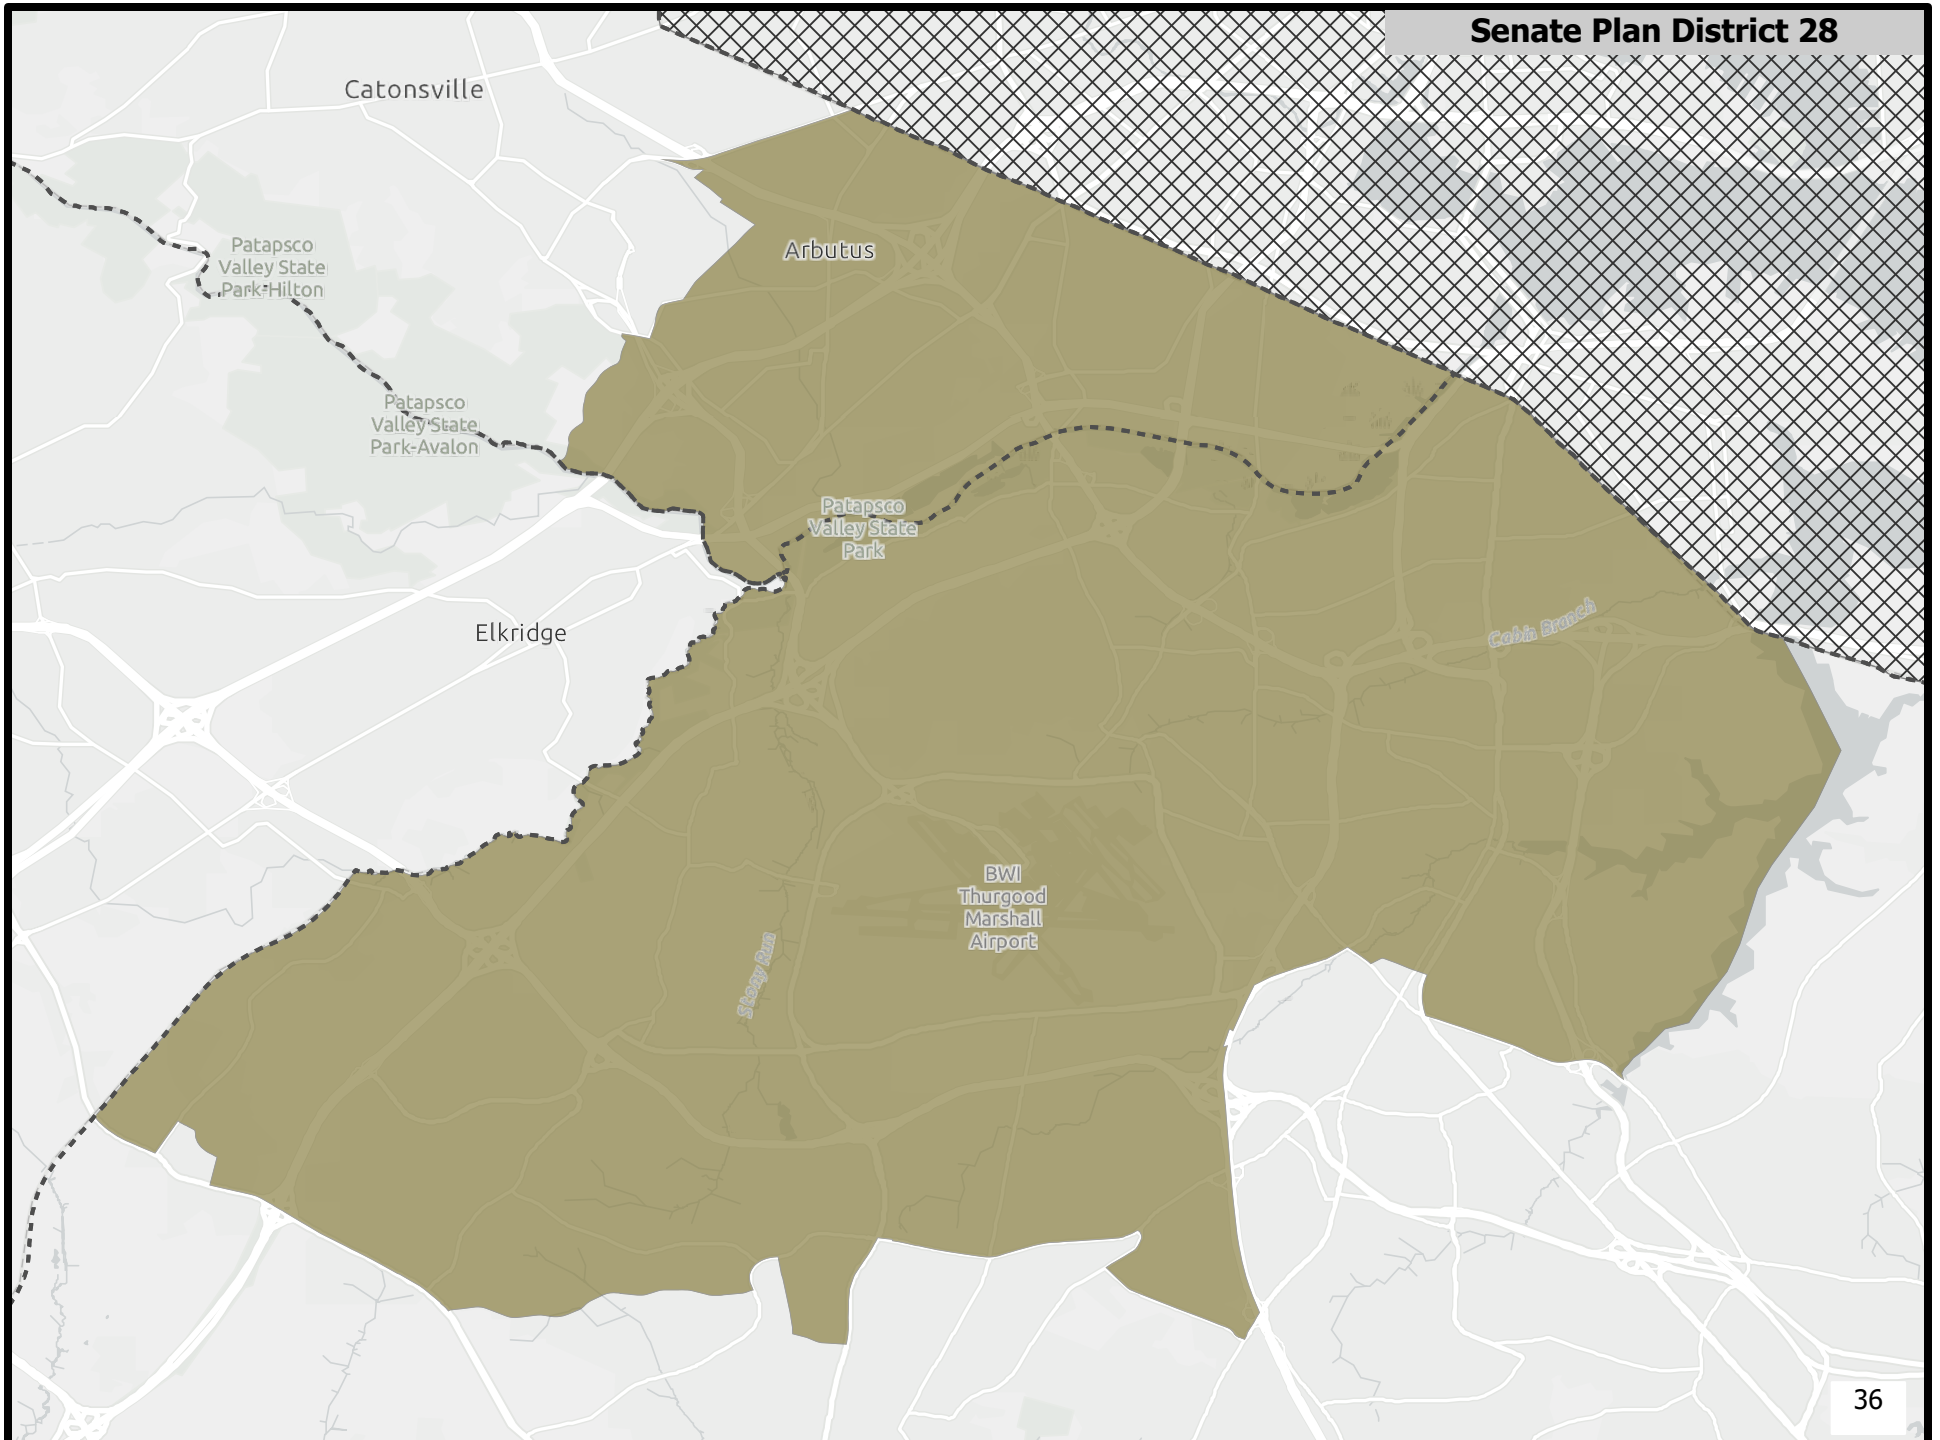 Senate Plan District 28
Catonsville
Arbutus
Patapsco
Valley State
Park-Hilton
Patapsco
Valley State
Park-Avalon
Patapsco
Valley State
Park
Elkridge
Cabin Branch
BWI
Thurgood
Marshall
Airport
Stony Run
36